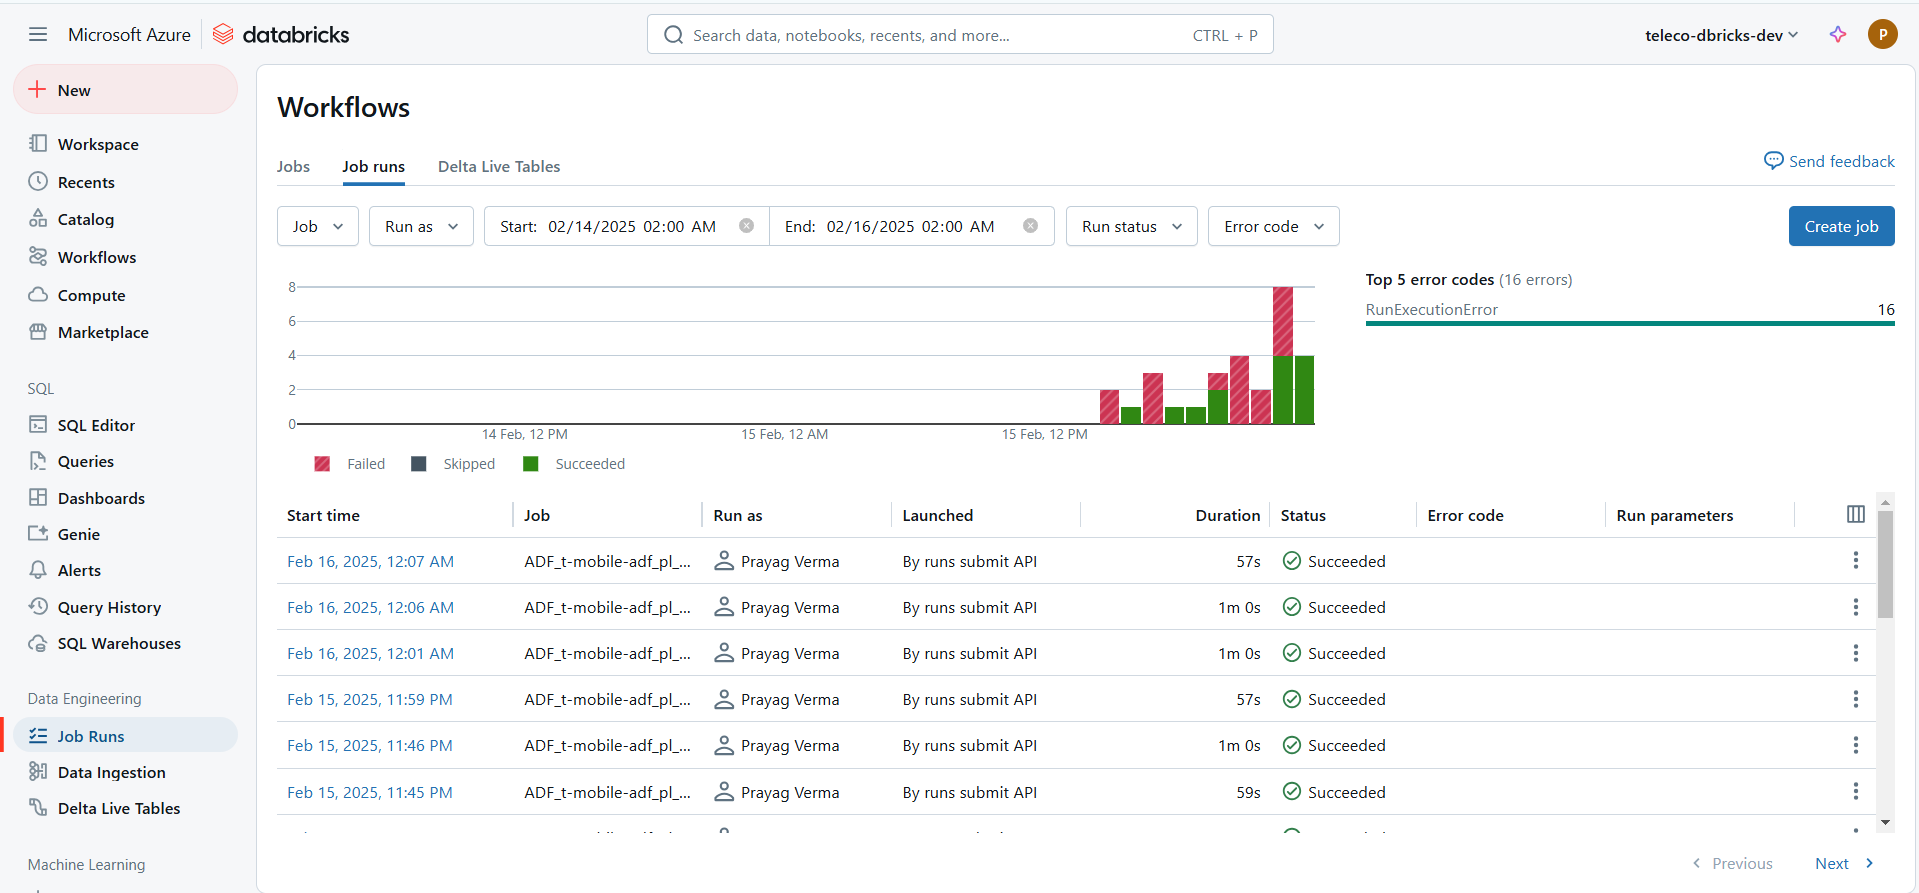 Microsoft Azure databricks
Search data, notebooks, recents, and more... CTRL + P
teleco-dbricks-dev P
New
Workspace
Recents
Catalog
Workflows
Compute
Marketplace
SQL
SQL Editor
Queries
Dashboards
Genie
Alerts
Query History
SQL Warehouses
Data Engineering
Job Runs
Data Ingestion
Delta Live Tables
Machine Learning
Workflows
Jobs Job runs Delta Live Tables
Send feedback
Job Run as Start: 02/14/2025 02:00 AM End: 02/16/2025 02:00 AM Run status Error code Create job
8
6
4
2
0
14 Feb, 12 PM 15 Feb, 12 AM 15 Feb, 12 PM
Failed Skipped Succeeded
Top 5 error codes (16 errors)
RunExecutionError 16
Start time Job Run as Launched Duration Status Error code Run parameters
Feb 16, 2025, 12:07 AM ADF_t-mobile-adf_pl_... Prayag Verma By runs submit API 57s Succeeded
Feb 16, 2025, 12:06 AM ADF_t-mobile-adf_pl_... Prayag Verma By runs submit API 1m 0s Succeeded
Feb 16, 2025, 12:01 AM ADF_t-mobile-adf_pl_... Prayag Verma By runs submit API 1m 0s Succeeded
Feb 15, 2025, 11:59 PM ADF_t-mobile-adf_pl_... Prayag Verma By runs submit API 57s Succeeded
Feb 15, 2025, 11:46 PM ADF_t-mobile-adf_pl_... Prayag Verma By runs submit API 1m 0s Succeeded
Feb 15, 2025, 11:45 PM ADF_t-mobile-adf_pl_... Prayag Verma By runs submit API 59s Succeeded
Previous Next